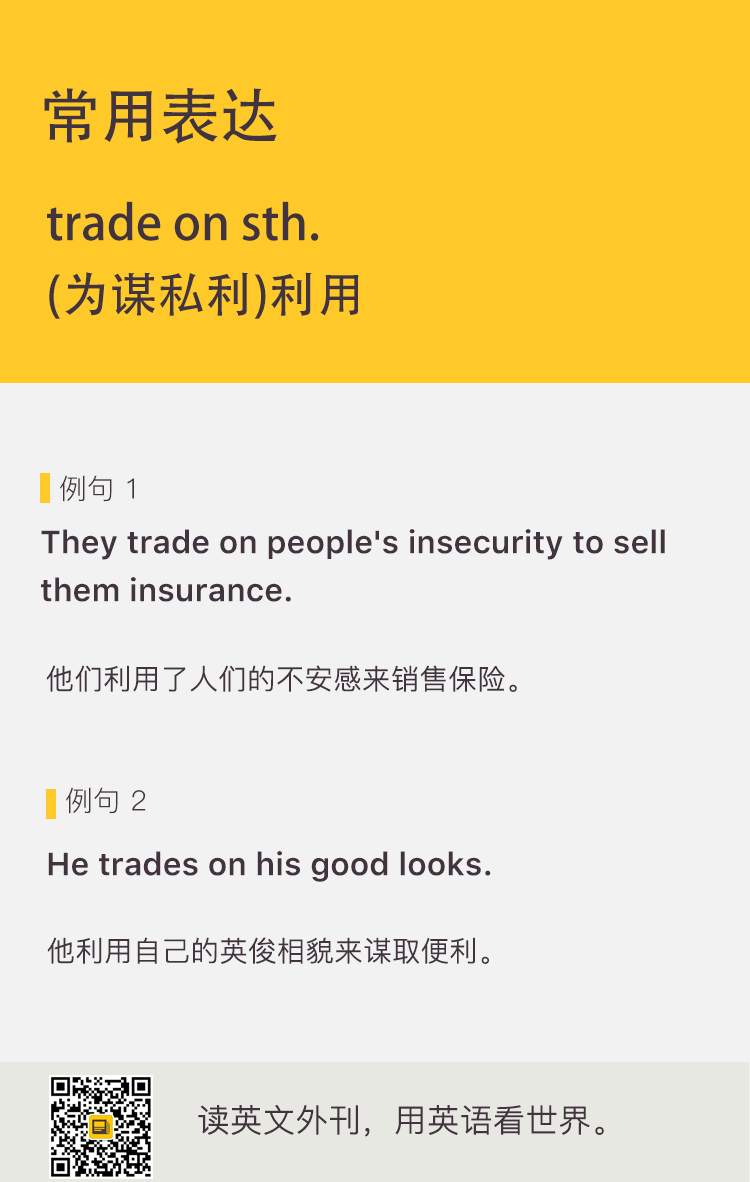 常用表达
trade on sth.
(为谋私利)利用
例句 1
They trade on people's insecurity to sell
them insurance.
他们利用了人们的不安感来销售保险。
例句 2
He trades on his good looks.
他利用自己的英俊相貌来谋取便利。
读英文外刊，用英语看世界。